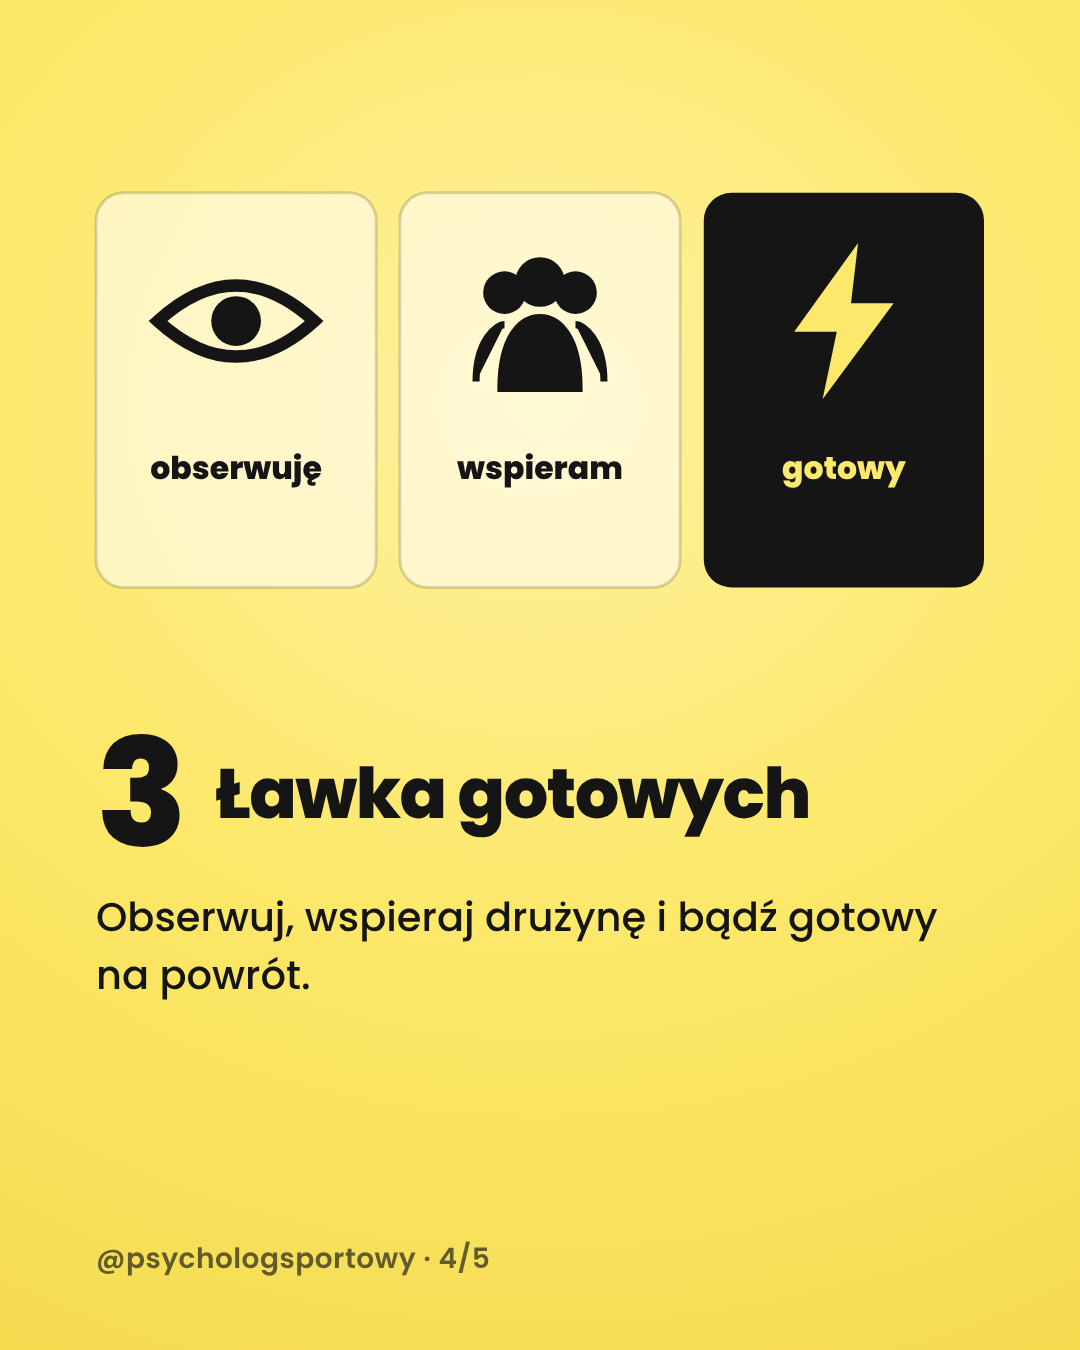 obserwuję
wspieram
gotowy
3 Ławka gotowych
Obserwuj, wspieraj drużynę i bądź gotowy
na powrót.
@psychologsportowy · 4/5